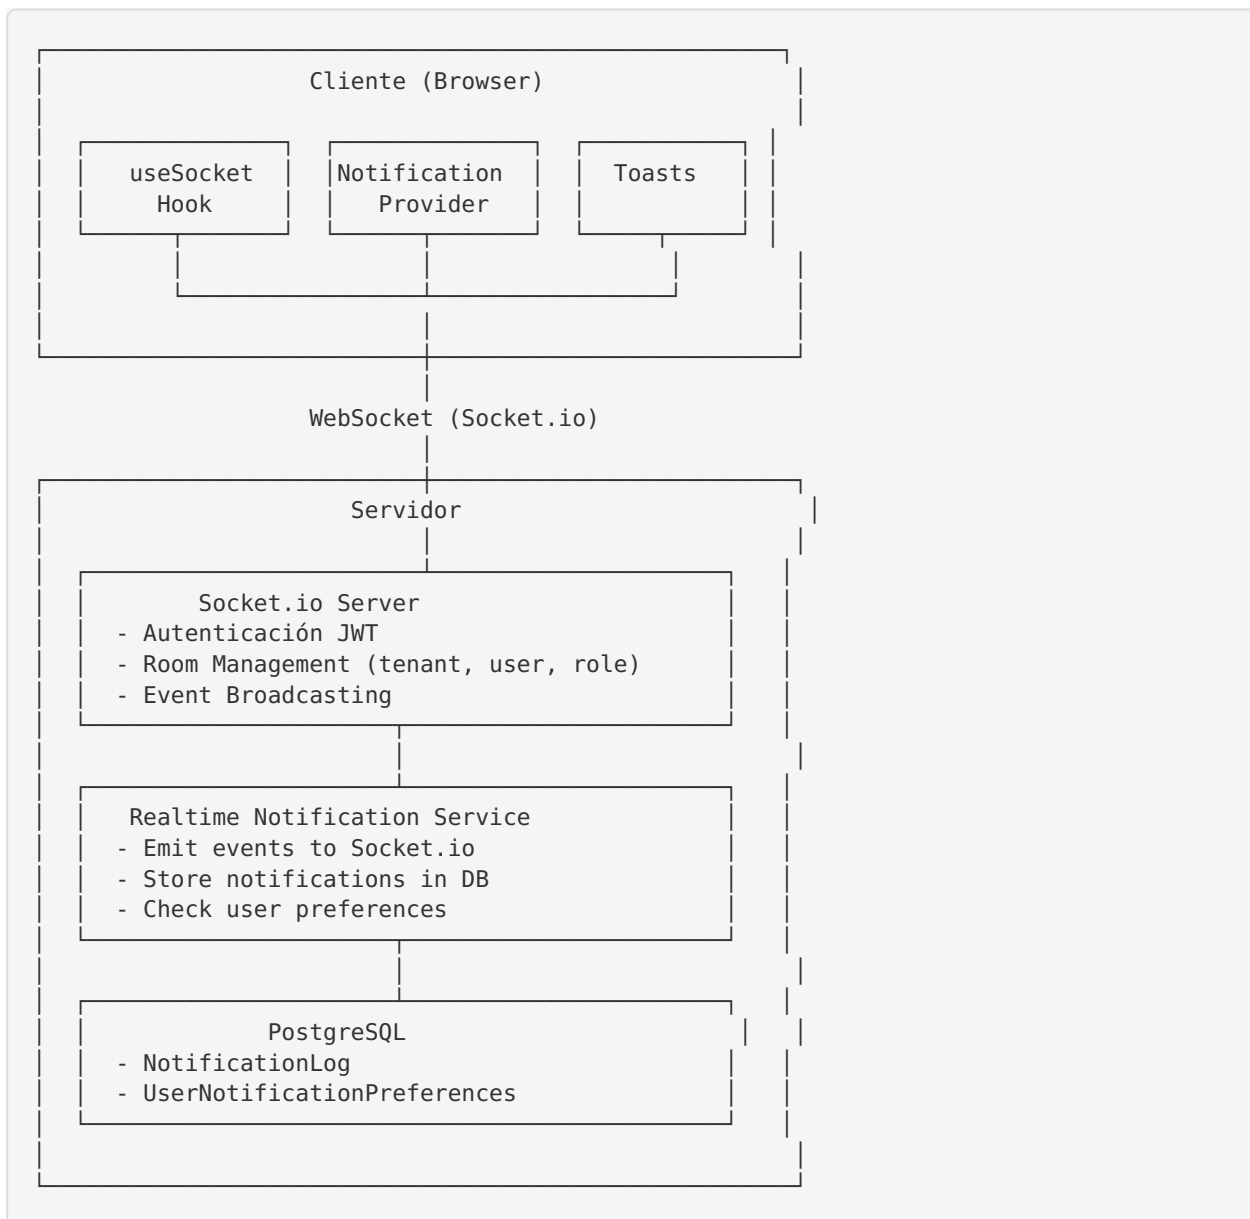 Cliente (Browser)
useSocket Notification Toasts
Hook Provider
WebSocket (Socket.io)
Servidor
Socket.io Server
- Autenticación JWT
- Room Management (tenant, user, role)
- Event Broadcasting
Realtime Notification Service
- Emit events to Socket.io
- Store notifications in DB
- Check user preferences
PostgreSQL
- NotificationLog
- UserNotificationPreferences